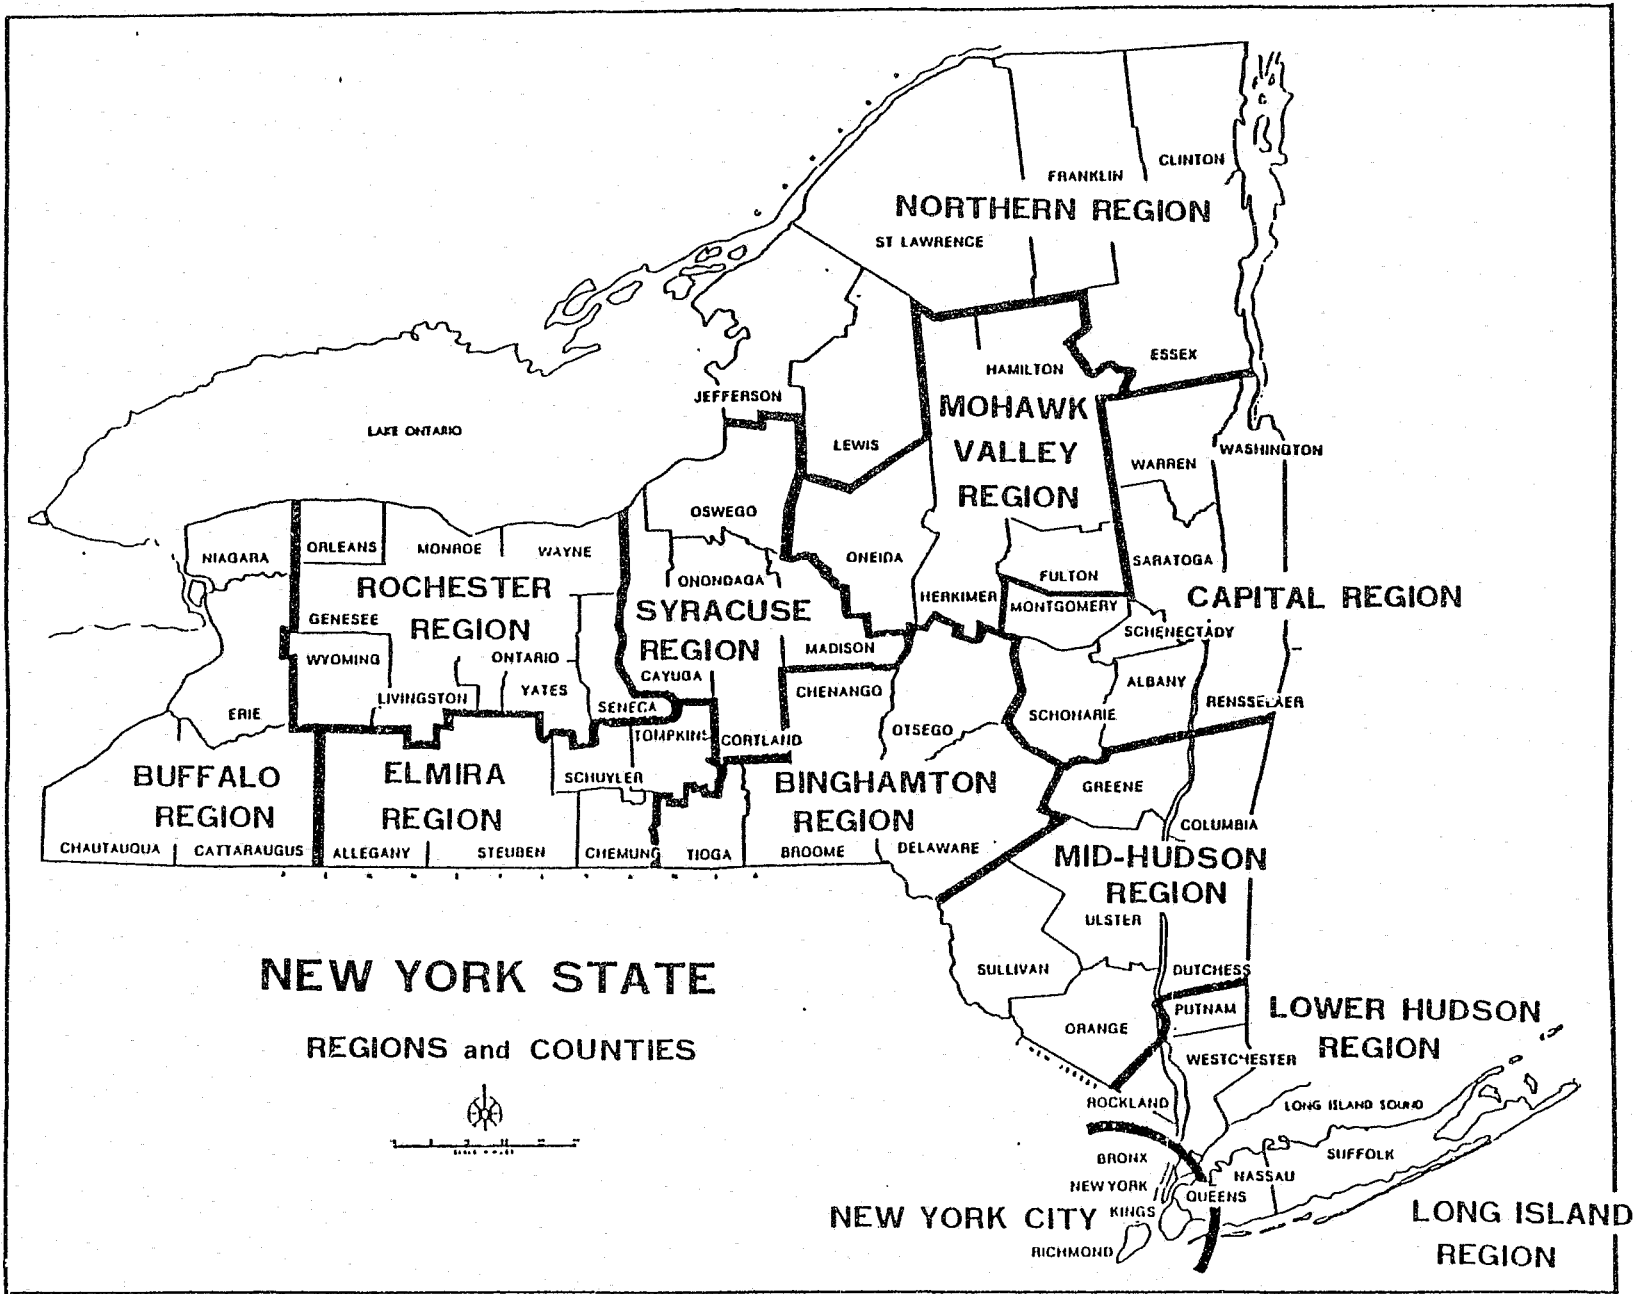 CLINTON
FRANKLIN
NORTHERN REGION
ST LAWRENCE
ESSEX
HAMILTON
JEFFERSON
MOHAWK
VALLEY
REGION
LAKE ONTARIO
LEWIS
WASHINGTON
WARREN
OSWEGO
NIAGARA
ORLEANS
MONROE
WAYNE
ONEIDA
SARATOGA
ONONDAGA
FULTON
ROCHESTER
REGION
SYRACUSE
REGION
HERKIMER
MONTGOMERY
CAPITAL REGION
GENESEE
SCHENECTADY
WYOMING
ONTARIO
MADISON
CAYUGA
LIVINGSTON
YATES
SENECA
CHENANGO
ALBANY
RENSSELAER
ERIE
TOMPKINS
CORTLAND
OTSEGO
SCHOHARIE
BUFFALO
REGION
ELMIRA
REGION
SCHUYLER
BINGHAMTON
REGION
GREENE
COLUMBIA
CHAUTAUQUA
CATTARAUGUS
ALLEGANY
STEUBEN
CHEMUNG
TIOGA
BROOME
DELAWARE
MID-HUDSON
REGION
ULSTER
NEW YORK STATE
SULLIVAN
DUTCHESS
PUTNAM
LOWER HUDSON
REGION
ORANGE
REGIONS and COUNTIES
WESTCHESTER
ROCKLAND
LONG ISLAND SOUND
BRONX
SUFFOLK
NASSAU
NEW YORK
QUEENS
NEW YORK CITY
KINGS
RICHMOND
LONG ISLAND
REGION